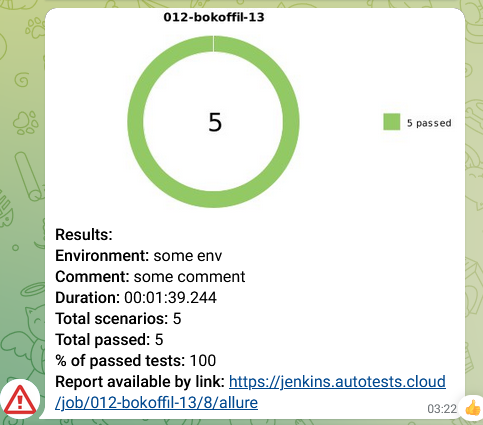 012-bokoffil-13
5
5 passed
Results:
Environment: some env
Comment: some comment
Duration: 00:01:39.244
Total scenarios: 5
Total passed: 5
% of passed tests: 100
Report available by link: https://jenkins.autotests.cloud
/job/012-bokoffil-13/8/allure
03:22